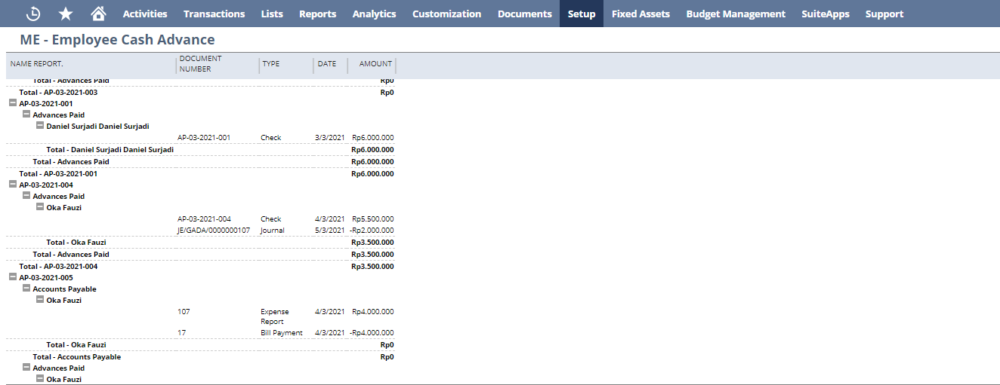 Activities Transactions Lists Reports Analytics Customization Documents Setup Fixed Assets Budget Management SuiteApps Support
ME - Employee Cash Advance
NAME REPORT. DOCUMENT NUMBER TYPE DATE AMOUNT
Total - Advances Paid Rp0
Total - AP-03-2021-003 Rp0
AP-03-2021-001
Advances Paid
Daniel Surjadi Daniel Surjadi
AP-03-2021-001 Check 3/3/2021 Rp6.000.000
Total - Daniel Surjadi Daniel Surjadi Rp6.000.000
Total - Advances Paid Rp6.000.000
Total - AP-03-2021-001 Rp6.000.000
AP-03-2021-004
Advances Paid
Oka Fauzi
AP-03-2021-004 Check 4/3/2021 Rp5.500.000
JE/GADA/0000000107 Journal 5/3/2021 -Rp2.000.000
Total - Oka Fauzi Rp3.500.000
Total - Advances Paid Rp3.500.000
Total - AP-03-2021-004 Rp3.500.000
AP-03-2021-005
Accounts Payable
Oka Fauzi
107 Expense Report 4/3/2021 Rp4.000.000
17 Bill Payment 4/3/2021 -Rp4.000.000
Total - Oka Fauzi Rp0
Total - Accounts Payable Rp0
Advances Paid
Oka Fauzi